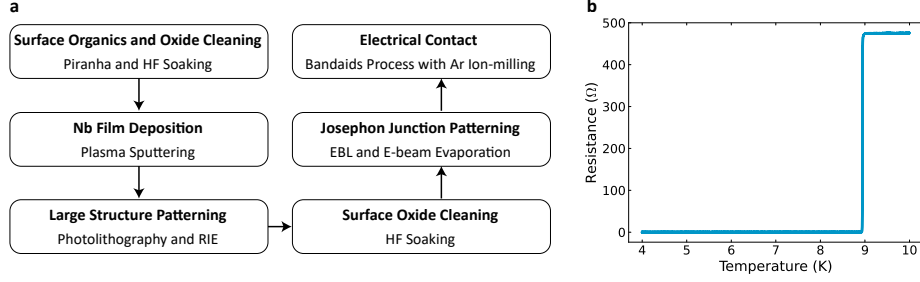 a
Surface Organics and Oxide Cleaning
Piranha and HF Soaking
Nb Film Deposition
Plasma Sputtering
Large Structure Patterning
Photolithography and RIE
Surface Oxide Cleaning
HF Soaking
Josephon Junction Patterning
EBL and E-beam Evaporation
Electrical Contact
Bandaids Process with Ar Ion-milling
b
Resistance (Ω)
500
400
300
200
100
0
4 5 6 7 8 9 10
Temperature (K)